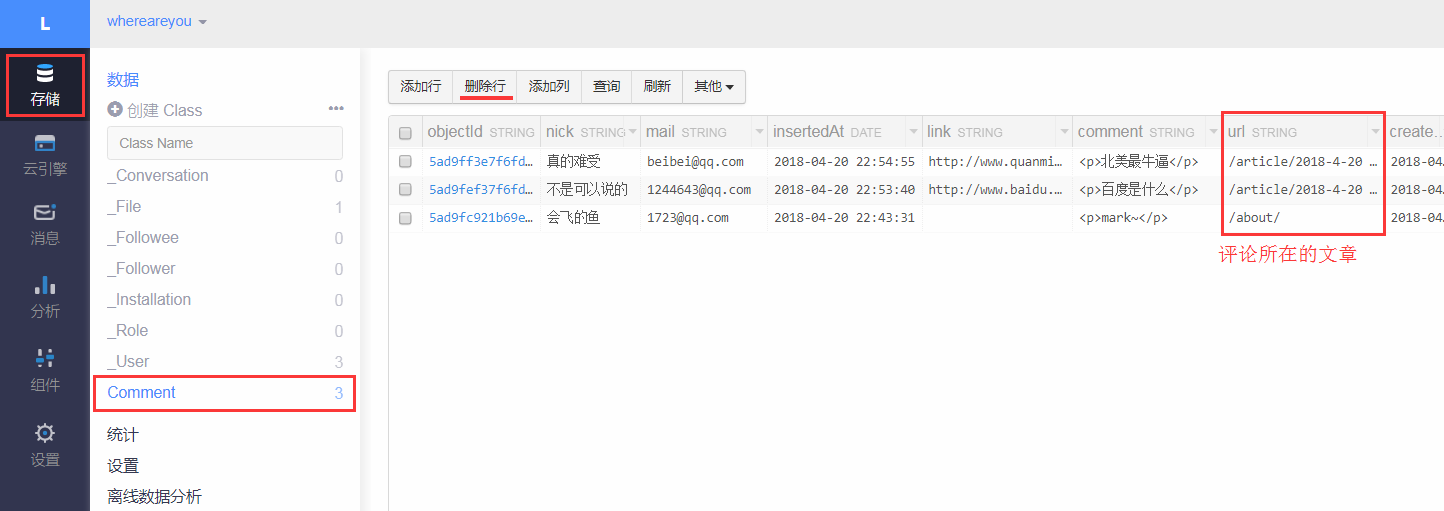 L
whereareyou
存储
云引擎
消息
分析
组件
设置
数据
创建 Class
Class Name
_Conversation 0
_File 1
_Followee 0
_Follower 0
_Installation 0
_Role 0
_User 3
Comment 3
统计
设置
离线数据分析
添加行 删除行 添加列 查询 刷新 其他
objectId STRING nick STRING mail STRING insertedAt DATE link STRING comment STRING url STRING create...
5ad9ff3e7f6fd... 真的难受 beibei@qq.com 2018-04-20 22:54:55 http://www.quanmi... <p>北美最牛逼</p> /article/2018-4-20 ... 2018-04...
5ad9fef37f6fd... 不是可以说的 1244643@qq.com 2018-04-20 22:53:40 http://www.baidu.... <p>百度是什么</p> /article/2018-4-20 ... 2018-04...
5ad9fc921b69e... 会飞的鱼 1723@qq.com 2018-04-20 22:43:31 <p>mark~</p> /about/ 2018-04...
评论所在的文章